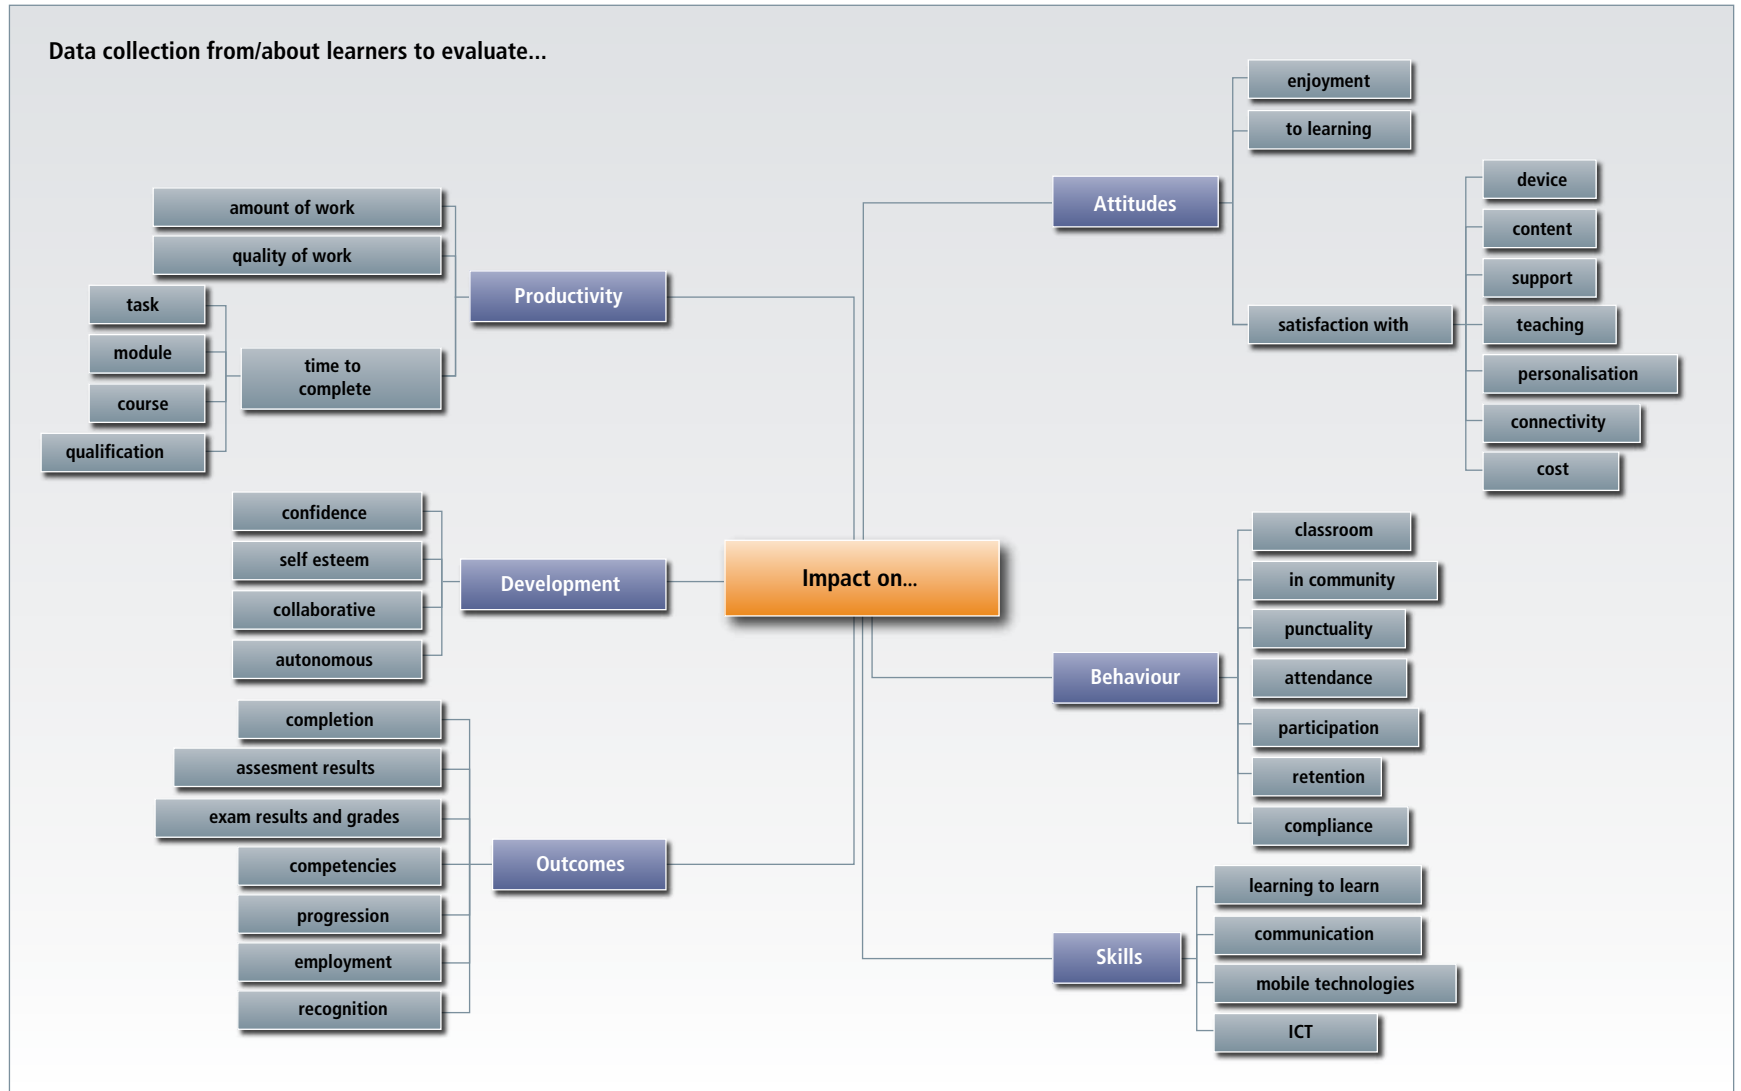 Data collection from/about learners to evaluate...
amount of work
quality of work
Productivity
task
module
course
qualification
time to
complete
confidence
self esteem
collaborative
autonomous
Development
completion
assesment results
exam results and grades
competencies
progression
employment
recognition
Outcomes
Impact on...
Attitudes
enjoyment
to learning
satisfaction with
device
content
support
teaching
personalisation
connectivity
cost
Behaviour
classroom
in community
punctuality
attendance
participation
retention
compliance
Skills
learning to learn
communication
mobile technologies
ICT